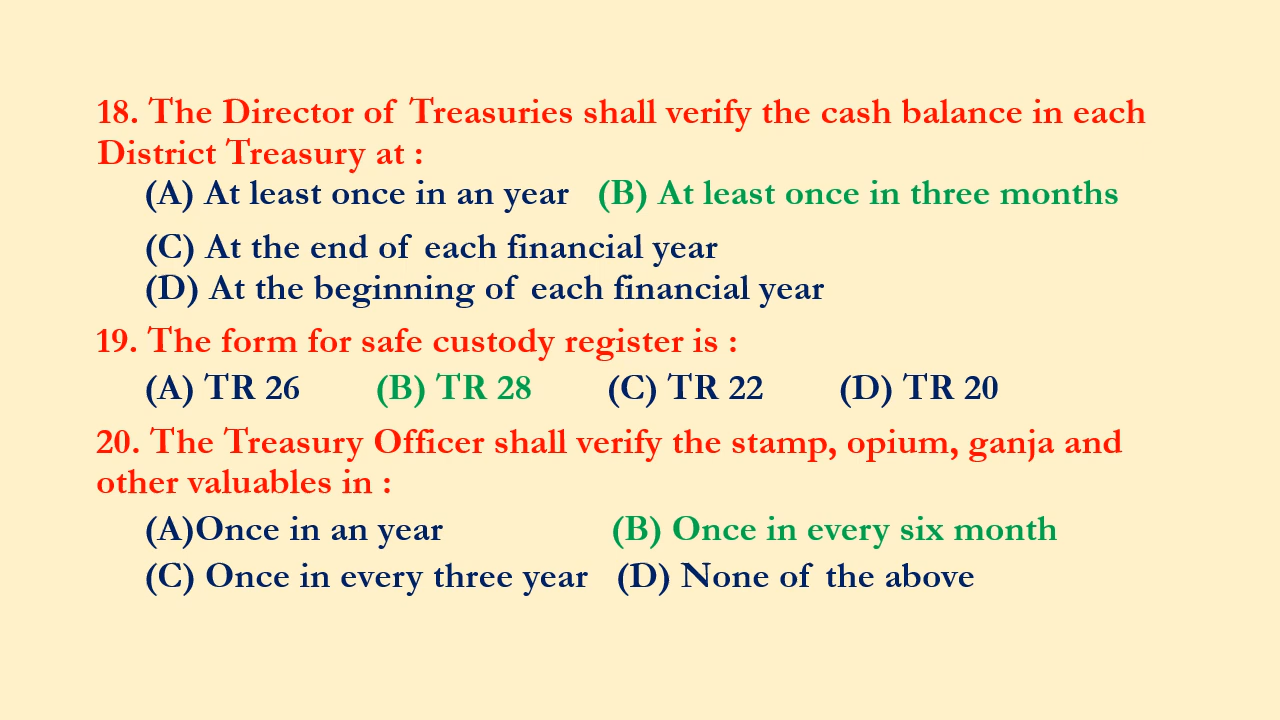 18. The Director of Treasuries shall verify the cash balance in each
District Treasury at :
(A) At least once in an year (B) At least once in three months
(C) At the end of each financial year
(D) At the beginning of each financial year
19. The form for safe custody register is :
(A) TR 26 (B) TR 28 (C) TR 22 (D) TR 20
20. The Treasury Officer shall verify the stamp, opium, ganja and
other valuables in :
(A)Once in an year (B) Once in every six month
(C) Once in every three year (D) None of the above